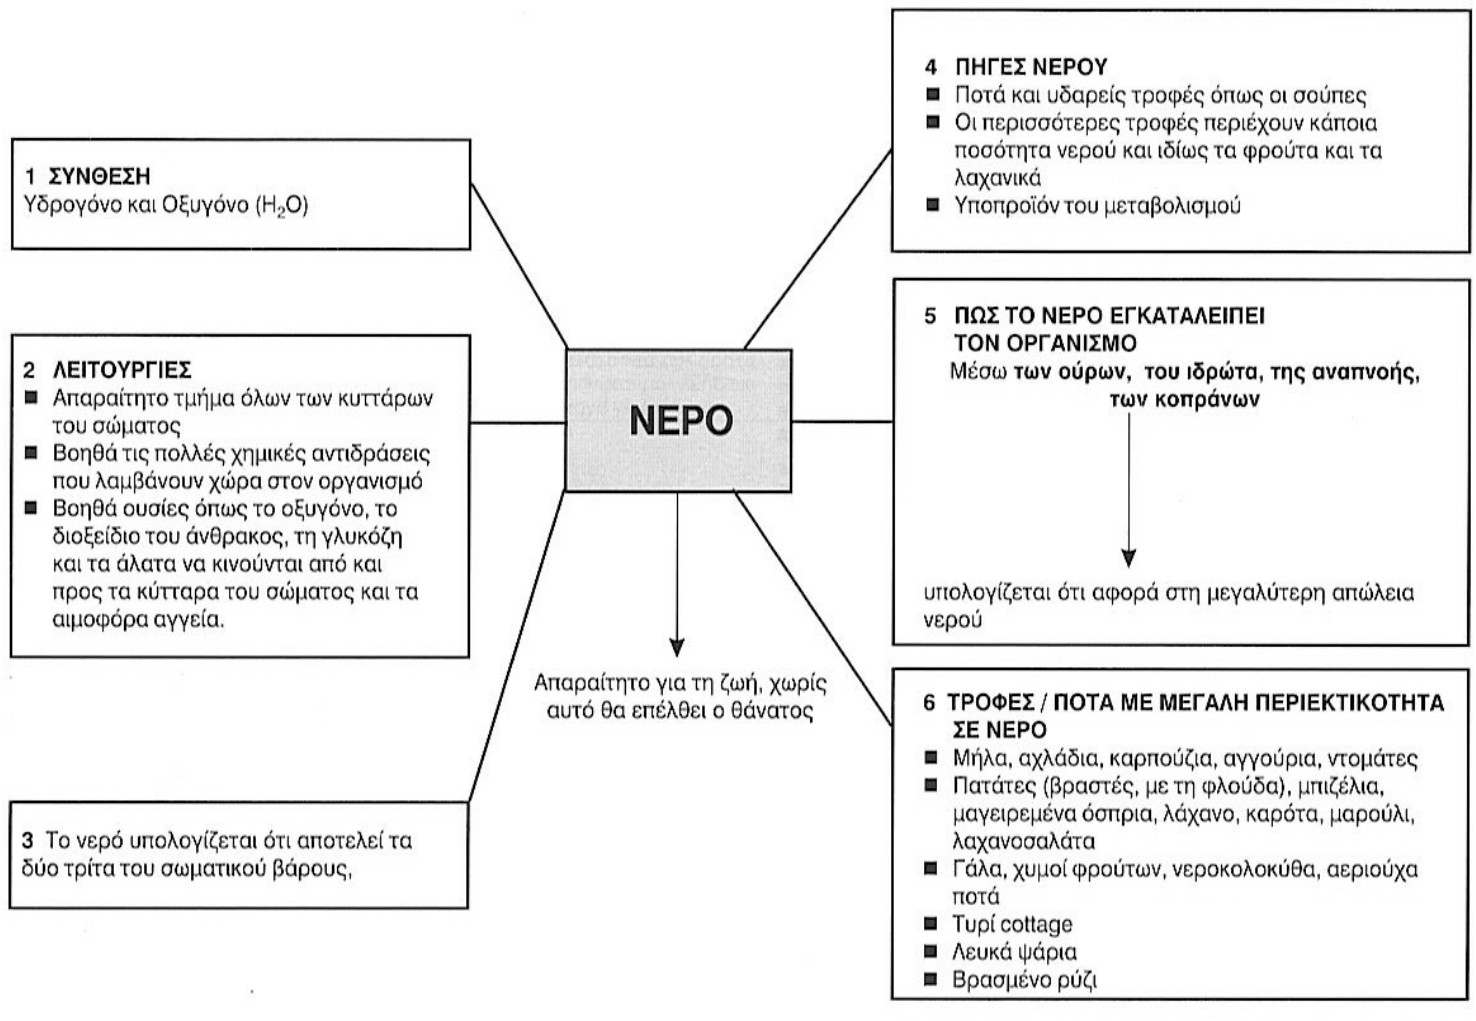 1 ΣΥΝΘΕΣΗ
Υδρογόνο και Οξυγόνο (H₂O)
2 ΛΕΙΤΟΥΡΓΙΕΣ
■ Απαραίτητο τμήμα όλων των κυττάρων
του σώματος
■ Βοηθά τις πολλές χημικές αντιδράσεις
που λαμβάνουν χώρα στον οργανισμό
■ Βοηθά ουσίες όπως το οξυγόνο, το
διοξείδιο του άνθρακος, τη γλυκόζη
και τα άλατα να κινούνται από και
προς τα κύτταρα του σώματος και τα
αιμοφόρα αγγεία.
3 Το νερό υπολογίζεται ότι αποτελεί τα
δύο τρίτα του σωματικού βάρους,
ΝΕΡΟ
Απαραίτητο για τη ζωή, χωρίς
αυτό θα επέλθει ο θάνατος
4 ΠΗΓΕΣ ΝΕΡΟΥ
■ Ποτά και υδαρείς τροφές όπως οι σούπες
■ Οι περισσότερες τροφές περιέχουν κάποια
ποσότητα νερού και ιδίως τα φρούτα και τα
λαχανικά
■ Υποπροϊόν του μεταβολισμού
5 ΠΩΣ ΤΟ ΝΕΡΟ ΕΓΚΑΤΑΛΕΙΠΕΙ
ΤΟΝ ΟΡΓΑΝΙΣΜΟ
Μέσω των ούρων, του ιδρώτα, της αναπνοής,
των κοπράνων
υπολογίζεται ότι αφορά στη μεγαλύτερη απώλεια
νερού
6 ΤΡΟΦΕΣ / ΠΟΤΑ ΜΕ ΜΕΓΑΛΗ ΠΕΡΙΕΚΤΙΚΟΤΗΤΑ
ΣΕ ΝΕΡΟ
■ Μήλα, αχλάδια, καρπούζια, αγγούρια, ντομάτες
■ Πατάτες (βραστές, με τη φλούδα), μπιζέλια,
μαγειρεμένα όσπρια, λάχανο, καρότα, μαρούλι,
λαχανοσαλάτα
■ Γάλα, χυμοί φρούτων, νεροκολοκύθα, αεριούχα
ποτά
■ Τυρί cottage
■ Λευκά ψάρια
■ Βρασμένο ρύζι